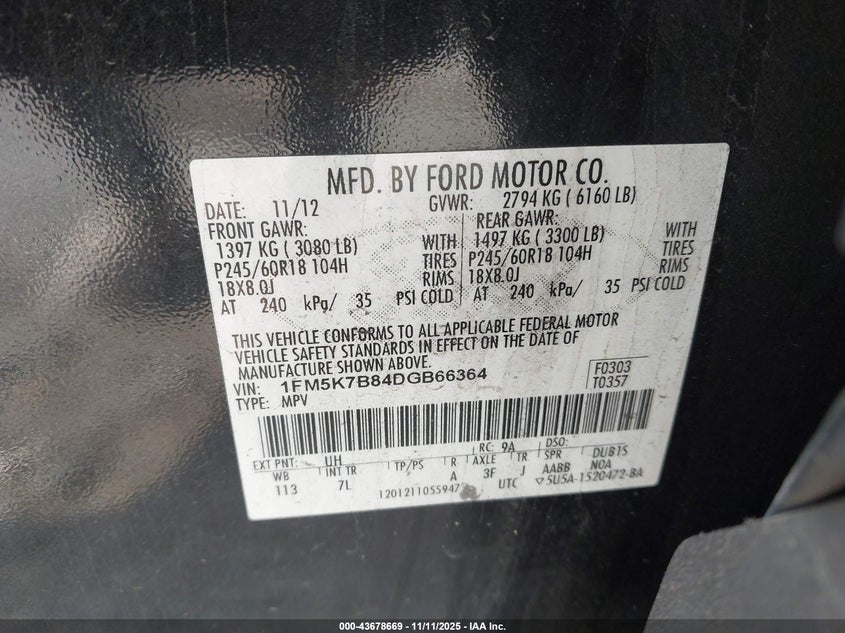 MFD. BY FORD MOTOR CO.
DATE: 11/12 GVWR: 2794 KG ( 6160 LB)
FRONT GAWR: REAR GAWR:
1397 KG ( 3080 LB) WITH 1497 KG ( 3300 LB) WITH
P245/60R18 104H TIRES P245/60R18 104H TIRES
18X8.0J RIMS 18X8.0J RIMS
AT 240 kPa/ 35 PSI COLD AT 240 kPa/ 35 PSI COLD
THIS VEHICLE CONFORMS TO ALL APPLICABLE FEDERAL MOTOR
VEHICLE SAFETY STANDARDS IN EFFECT ON THE DATE OF
MANUFACTURE SHOWN ABOVE.
VIN: 1FM5K7B84DGB66364 F0303
TYPE: MPV T0357
EXT PNT: UH RC: 9A DSO:
WB INT TR TP/PS R AXLE TR SPR DUB1S
113 7L A 3F J AABB NOA
1201211055947 UTC 5U5A-1520472-BA
000-43678669 - 11/11/2025 - IAA Inc.